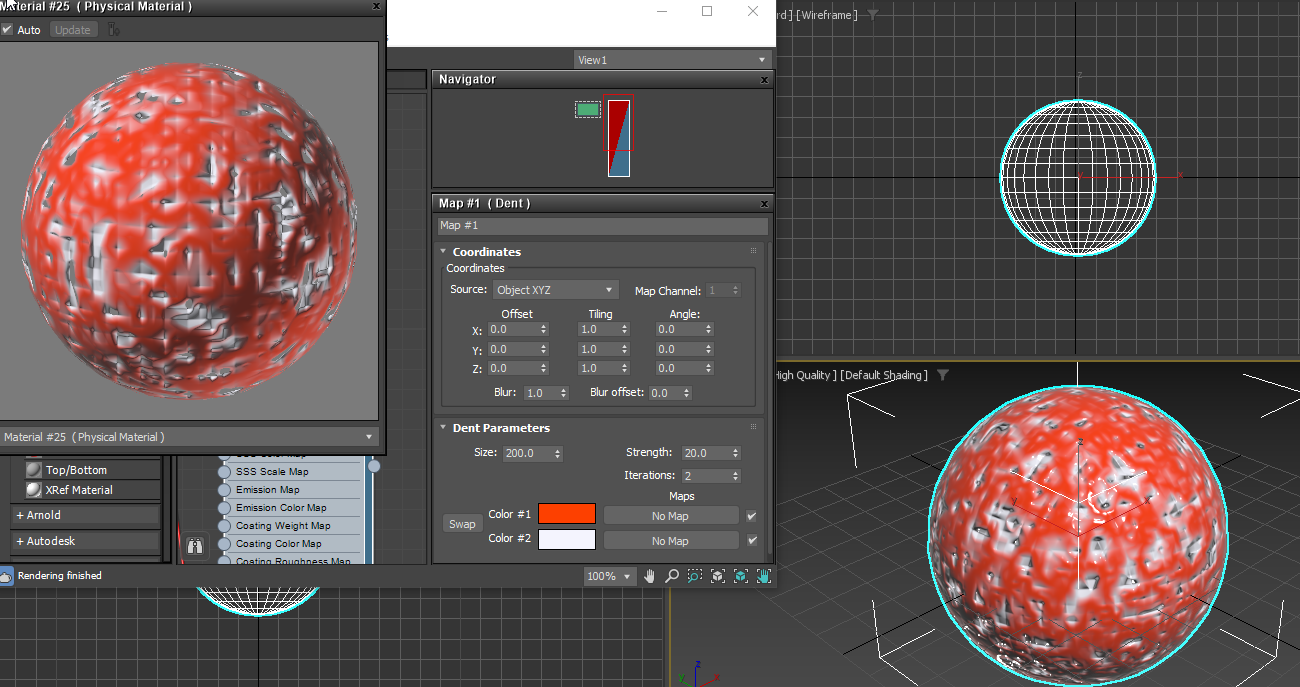 Material #25 ( Physical Material )
x
Auto
Update
Material #25 ( Physical Material )
Top/Bottom
XRef Material
+ Arnold
+ Autodesk
SSS Scale Map
Emission Map
Emission Color Map
Coating Weight Map
Coating Color Map
Coating Roughness Map
Rendering finished
View1
Navigator
x
Map #1 ( Dent )
x
Map #1
Coordinates
Coordinates
Source: Object XYZ
Map Channel: 1
Offset Tiling Angle:
X: 0.0 1.0 0.0
Y: 0.0 1.0 0.0
Z: 0.0 1.0 0.0
Blur: 1.0 Blur offset: 0.0
Dent Parameters
Size: 200.0 Strength: 20.0
Iterations: 2
Maps
Swap
Color #1 No Map
Color #2 No Map
100%
rd ] [Wireframe ]
z
y
x
High Quality ] [Default Shading ]
z
y
x
z
y
x